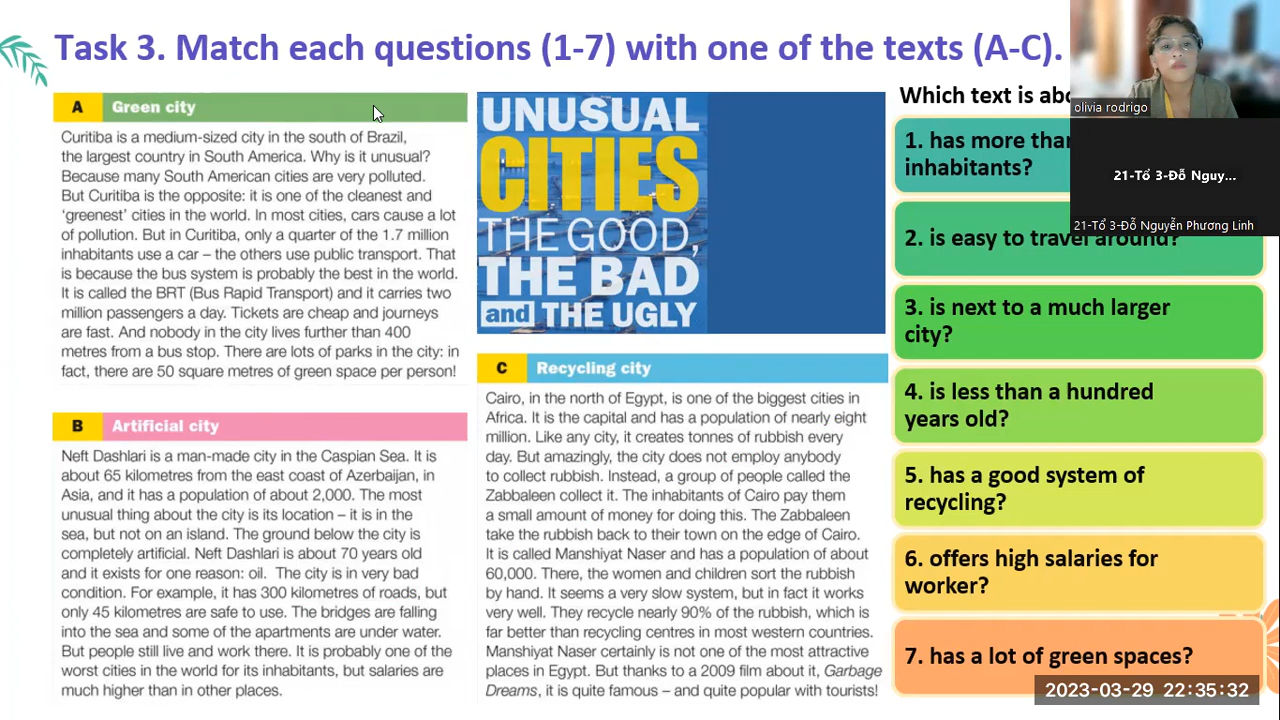 Task 3. Match each questions (1-7) with one of the texts (A-C).
A Green city
Curitiba is a medium-sized city in the south of Brazil,
the largest country in South America. Why is it unusual?
Because many South American cities are very polluted.
But Curitiba is the opposite: it is one of the cleanest and
'greenest' cities in the world. In most cities, cars cause a lot
of pollution. But in Curitiba, only a quarter of the 1.7 million
inhabitants use a car – the others use public transport. That
is because the bus system is probably the best in the world.
It is called the BRT (Bus Rapid Transport) and it carries two
million passengers a day. Tickets are cheap and journeys
are fast. And nobody in the city lives further than 400
metres from a bus stop. There are lots of parks in the city: in
fact, there are 50 square metres of green space per person!
B Artificial city
Neft Dashlari is a man-made city in the Caspian Sea. It is
about 65 kilometres from the east coast of Azerbaijan, in
Asia, and it has a population of about 2,000. The most
unusual thing about the city is its location – it is in the
sea, but not on an island. The ground below the city is
completely artificial. Neft Dashlari is about 70 years old
and it exists for one reason: oil. The city is in very bad
condition. For example, it has 300 kilometres of roads, but
only 45 kilometres are safe to use. The bridges are falling
into the sea and some of the apartments are under water.
But people still live and work there. It is probably one of the
worst cities in the world for its inhabitants, but salaries are
much higher than in other places.
UNUSUAL
CITIES
THE GOOD,
THE BAD
and THE UGLY
C Recycling city
Cairo, in the north of Egypt, is one of the biggest cities in
Africa. It is the capital and has a population of nearly eight
million. Like any city, it creates tonnes of rubbish every
day. But amazingly, the city does not employ anybody
to collect rubbish. Instead, a group of people called the
Zabbaleen collect it. The inhabitants of Cairo pay them
a small amount of money for doing this. The Zabbaleen
take the rubbish back to their town on the edge of Cairo.
It is called Manshiyat Naser and has a population of about
60,000. There, the women and children sort the rubbish
by hand. It seems a very slow system, but in fact it works
very well. They recycle nearly 90% of the rubbish, which is
far better than recycling centres in most western countries.
Manshiyat Naser certainly is not one of the most attractive
places in Egypt. But thanks to a 2009 film about it, Garbage
Dreams, it is quite famous – and quite popular with tourists!
Which text is
1. has more
inhabitants?
2. is easy to travel around?
3. is next to a much larger
city?
4. is less than a hundred
years old?
5. has a good system of
recycling?
6. offers high salaries for
worker?
7. has a lot of green spaces?
olivia rodrigo
21-Tổ 3-Đỗ Nguy...
21-Tổ 3-Đỗ Nguyễn Phương Linh
2023-03-29 22:35:32